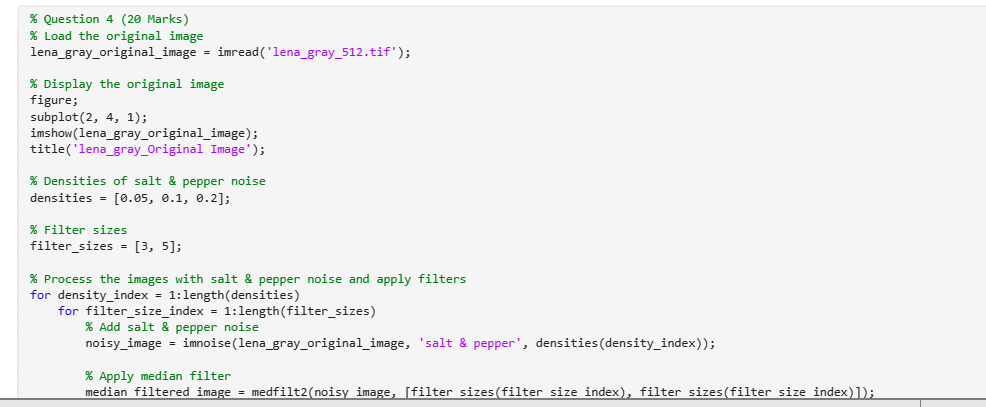 % Question 4 (20 Marks)
% Load the original image
lena_gray_original_image = imread('lena_gray_512.tif');
% Display the original image
figure;
subplot(2, 4, 1);
imshow(lena_gray_original_image);
title('lena_gray_Original Image');
% Densities of salt & pepper noise
densities = [0.05, 0.1, 0.2];
% Filter sizes
filter_sizes = [3, 5];
% Process the images with salt & pepper noise and apply filters
for density_index = 1:length(densities)
for filter_size_index = 1:length(filter_sizes)
% Add salt & pepper noise
noisy_image = imnoise(lena_gray_original_image, 'salt & pepper', densities(density_index));
% Apply median filter
median_filtered_image = medfilt2(noisy_image, [filter_sizes(filter_size_index), filter_sizes(filter_size_index)]);